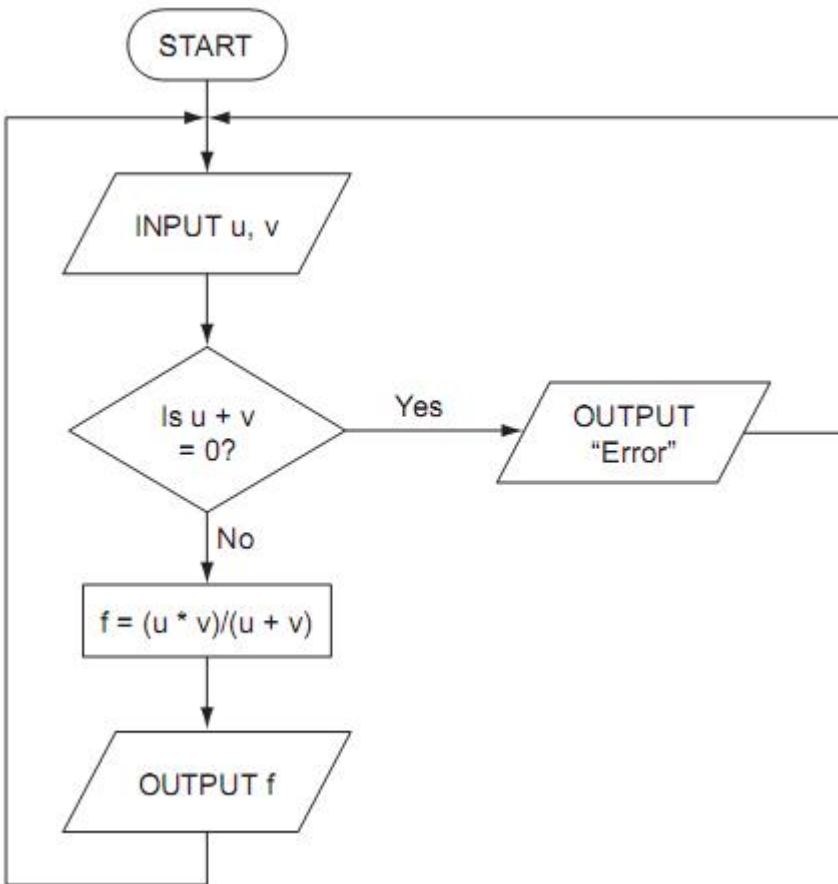 START
INPUT u, v
Is u + v
= 0?
Yes
OUTPUT
“Error”
No
f = (u * v)/(u + v)
OUTPUT f